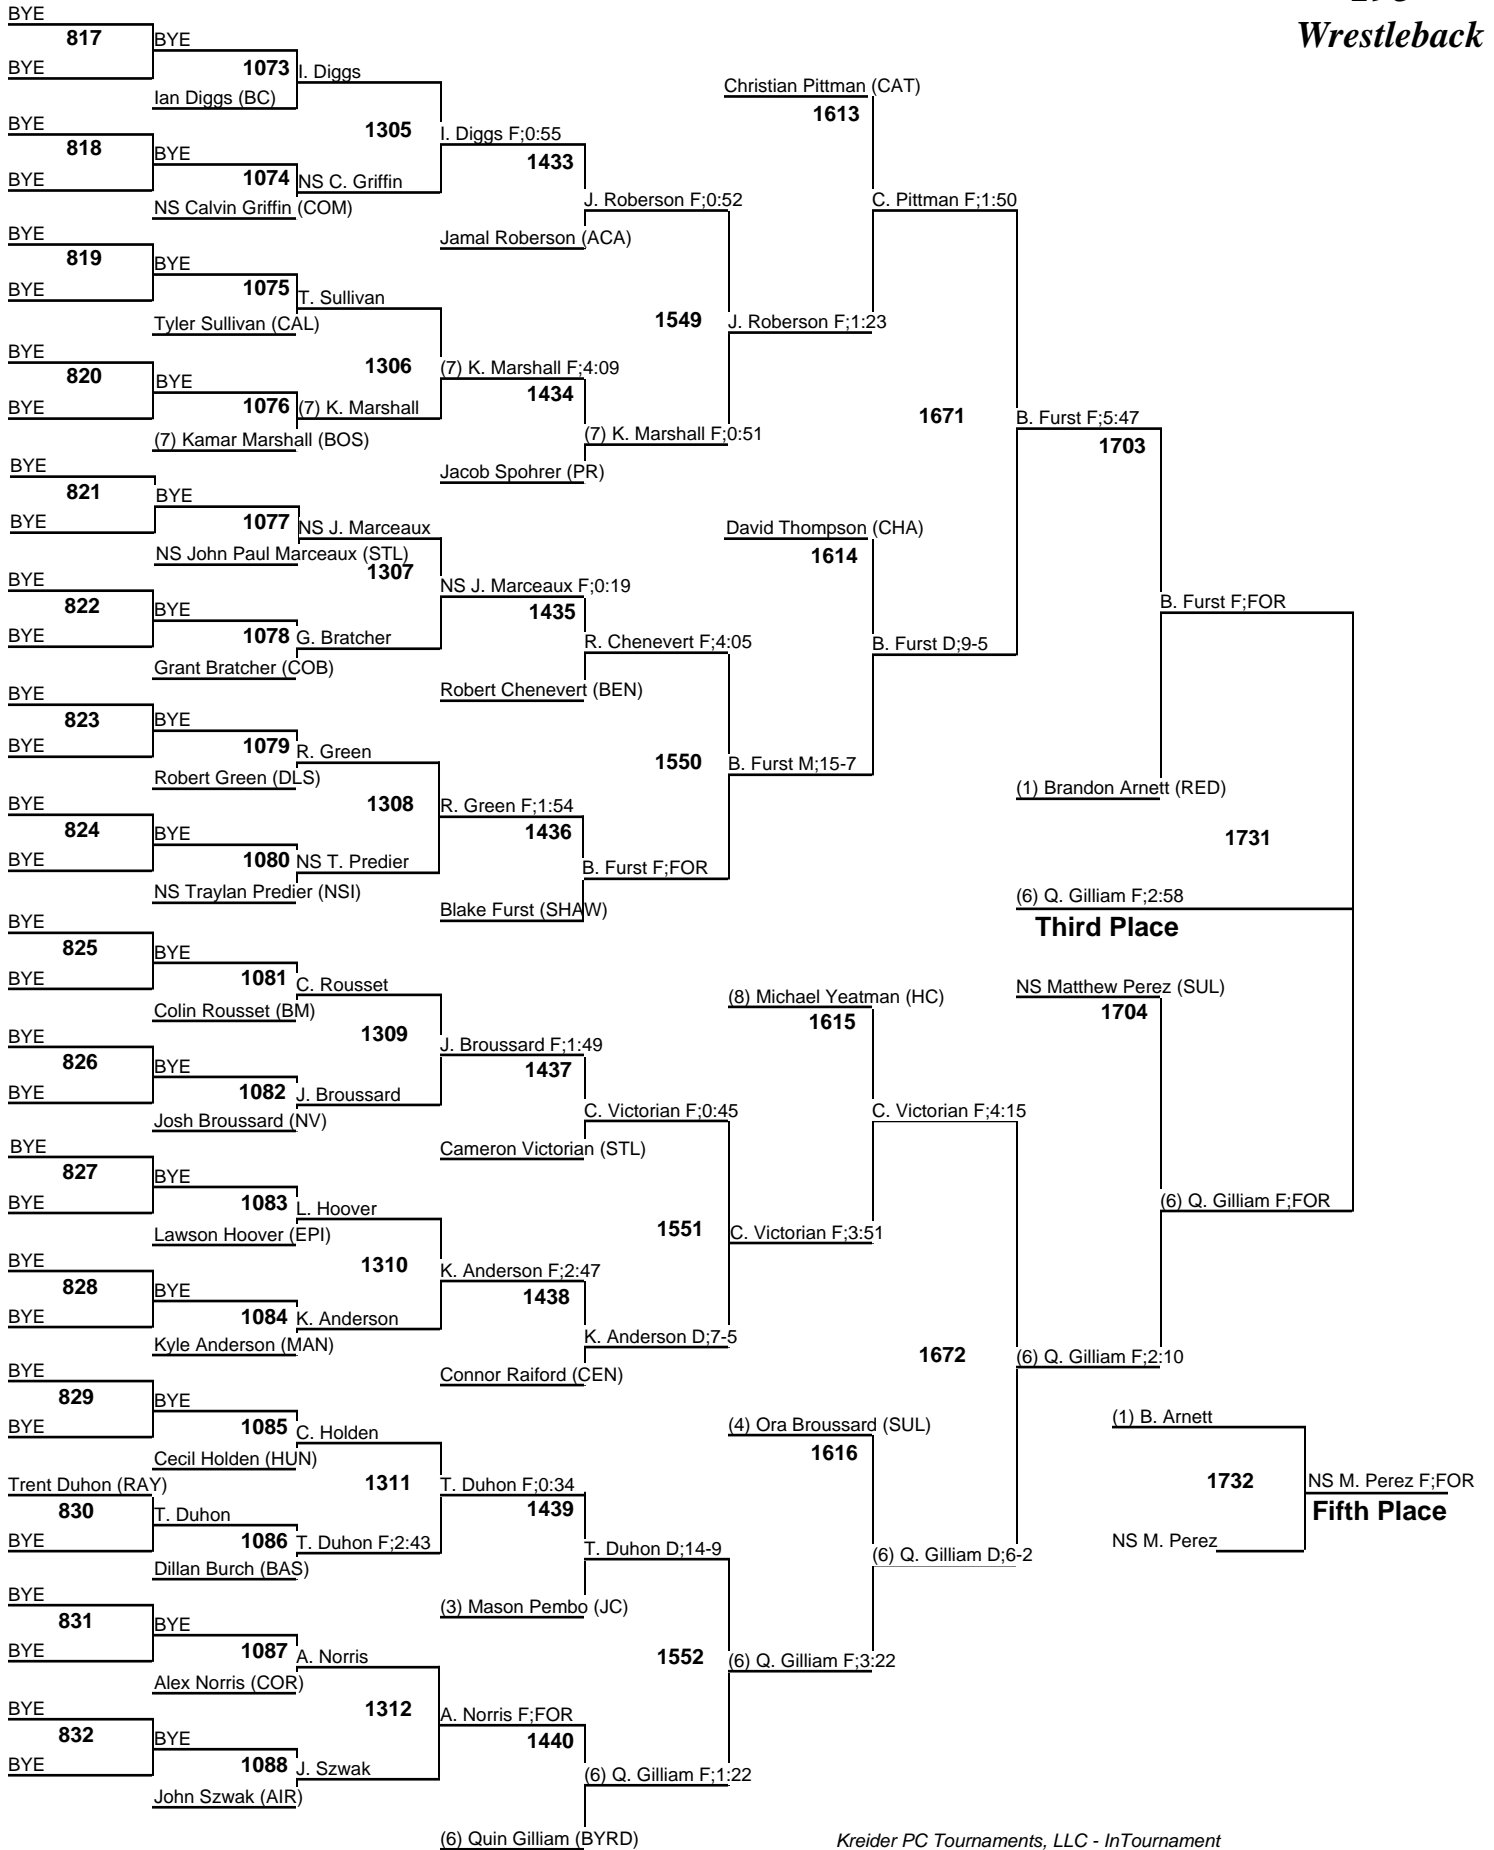 Wrestleback
BYE
817
BYE
BYE
1073
I. Diggs
Ian Diggs (BC)
1305
BYE
818
BYE
BYE
1074
NS C. Griffin
NS Calvin Griffin (COM)
I. Diggs F;0:55
1433
J. Roberson F;0:52
Jamal Roberson (ACA)
BYE
819
BYE
BYE
1075
T. Sullivan
Tyler Sullivan (CAL)
1306
BYE
820
BYE
BYE
1076
(7) K. Marshall
(7) Kamar Marshall (BOS)
(7) K. Marshall F;4:09
1434
(7) K. Marshall F;0:51
Jacob Spohrer (PR)
1549
J. Roberson F;1:23
Christian Pittman (CAT)
1613
C. Pittman F;1:50
BYE
821
BYE
BYE
1077
NS J. Marceaux
NS John Paul Marceaux (STL)
1307
BYE
822
BYE
BYE
1078
G. Bratcher
Grant Bratcher (COB)
NS J. Marceaux F;0:19
1435
R. Chenevert F;4:05
Robert Chenevert (BEN)
BYE
823
BYE
BYE
1079
R. Green
Robert Green (DLS)
1308
BYE
824
BYE
BYE
1080
NS T. Predier
NS Traylan Predier (NSI)
R. Green F;1:54
1436
B. Furst F;FOR
Blake Furst (SHAW)
1550
B. Furst M;15-7
David Thompson (CHA)
1614
B. Furst D;9-5
1671
B. Furst F;5:47
1703
B. Furst F;FOR
(1) Brandon Arnett (RED)
1731
(6) Q. Gilliam F;2:58
Third Place
BYE
825
BYE
BYE
1081
C. Rousset
Colin Rousset (BM)
1309
BYE
826
BYE
BYE
1082
J. Broussard
Josh Broussard (NV)
J. Broussard F;1:49
1437
C. Victorian F;0:45
Cameron Victorian (STL)
BYE
827
BYE
BYE
1083
L. Hoover
Lawson Hoover (EPI)
1310
BYE
828
BYE
BYE
1084
K. Anderson
Kyle Anderson (MAN)
K. Anderson F;2:47
1438
K. Anderson D;7-5
Connor Raiford (CEN)
1551
C. Victorian F;3:51
(8) Michael Yeatman (HC)
1615
C. Victorian F;4:15
NS Matthew Perez (SUL)
1704
(6) Q. Gilliam F;FOR
BYE
829
BYE
BYE
1085
C. Holden
Cecil Holden (HUN)
1311
Trent Duhon (RAY)
830
BYE
T. Duhon
1086
T. Duhon F;2:43
Dillan Burch (BAS)
T. Duhon F;0:34
1439
T. Duhon D;14-9
(3) Mason Pembo (JC)
BYE
831
BYE
BYE
1087
A. Norris
Alex Norris (COR)
1312
BYE
832
BYE
BYE
1088
J. Szwak
John Szwak (AIR)
A. Norris F;FOR
1440
(6) Q. Gilliam F;1:22
(6) Quin Gilliam (BYRD)
1552
(6) Q. Gilliam F;3:22
(4) Ora Broussard (SUL)
1616
(6) Q. Gilliam D;6-2
1672
(6) Q. Gilliam F;2:10
(1) B. Arnett
1732
NS M. Perez F;FOR
Fifth Place
NS M. Perez
Kreider PC Tournaments, LLC - InTournament